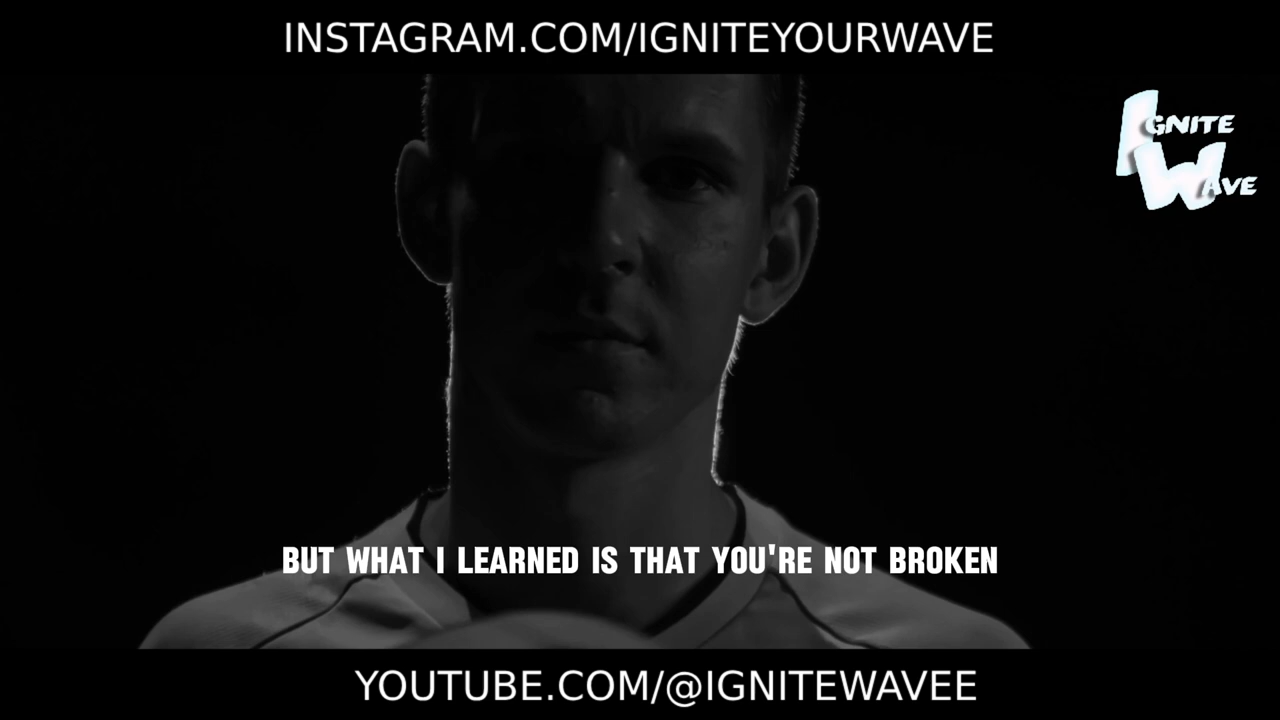 INSTAGRAM.COM/IGNITEYOURWAVE
IGNITE
WAVE
BUT WHAT I LEARNED IS THAT YOU'RE NOT BROKEN
YOUTUBE.COM/@IGNITEWAVEE